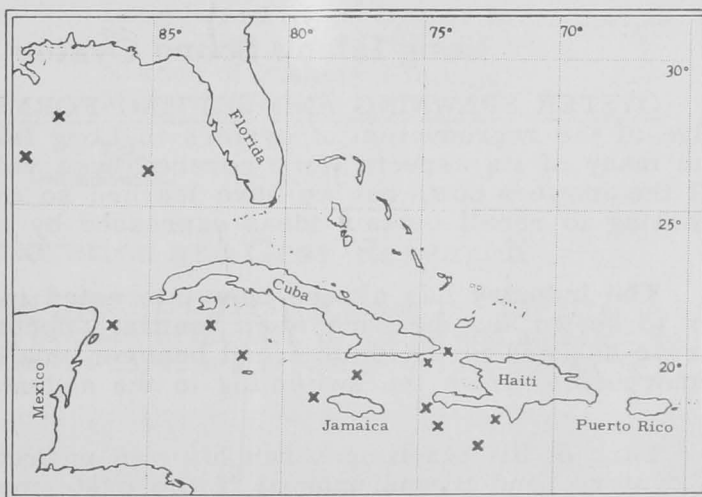 85°
80°
75°
70°
30°
Florida
25°
Cuba
20°
Mexico
Haiti
Jamaica
Puerto Rico